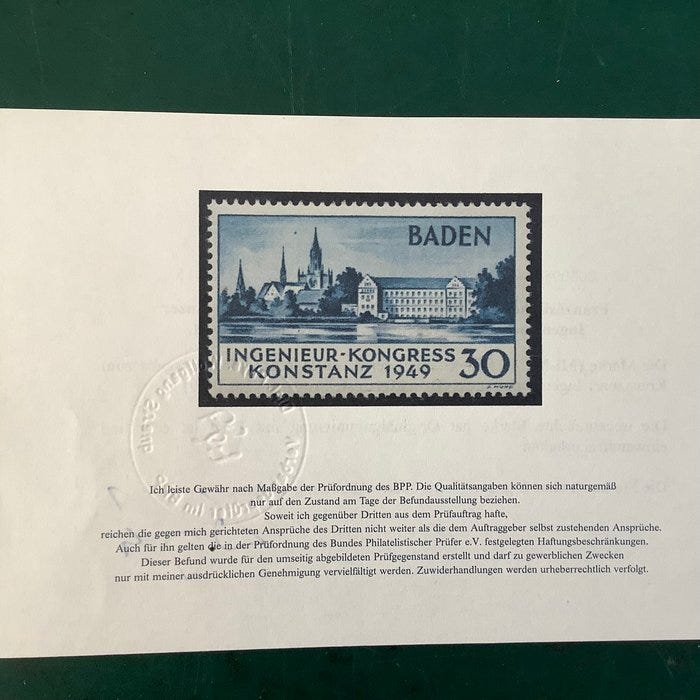 BADEN
INGENIEUR-KONGRESS
KONSTANZ 1949 30
Ich leiste Gewähr nach Maßgabe der Prüfordnung des BPP. Die Qualitätsangaben können sich naturgemäß
nur auf den Zustand am Tage der Befundausstellung beziehen.
Soweit ich gegenüber Dritten aus dem Prüfauftrag hafte,
reichen die gegen mich gerichteten Ansprüche des Dritten nicht weiter als die dem Auftraggeber selbst zustehenden Ansprüche.
Auch für ihn gelten die in der Prüfordnung des Bundes Philatelistischer Prüfer e.V. festgelegten Haftungsbeschränkungen.
Dieser Befund wurde für den umseitig abgebildeten Prüfgegenstand erstellt und darf zu gewerblichen Zwecken
nur mit meiner ausdrücklichen Genehmigung vervielfältigt werden. Zuwiderhandlungen werden urheberrechtlich verfolgt.